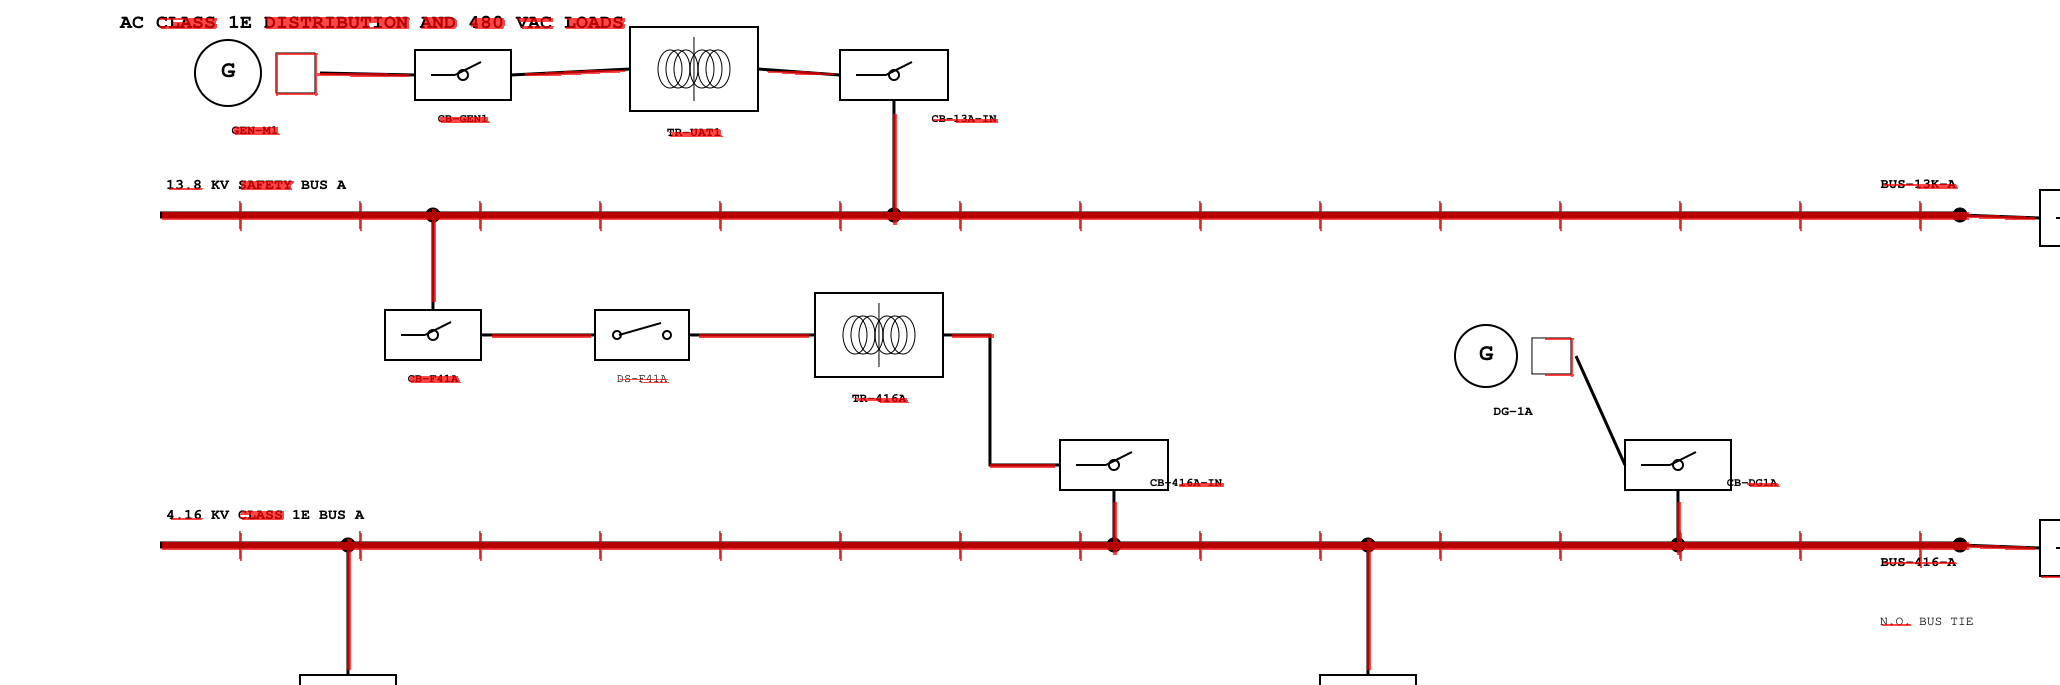 AC CLASS 1E DISTRIBUTION AND 480 VAC LOADS
G
GEN-M1
CB-GEN1
TR-UAT1
CB-13A-IN
13.8 KV SAFETY BUS A
BUS-13K-A
CB-F41A
DS-F41A
TR-416A
G
DG-1A
CB-416A-IN
CB-DG1A
4.16 KV CLASS 1E BUS A
BUS-416-A
N.O. BUS TIE